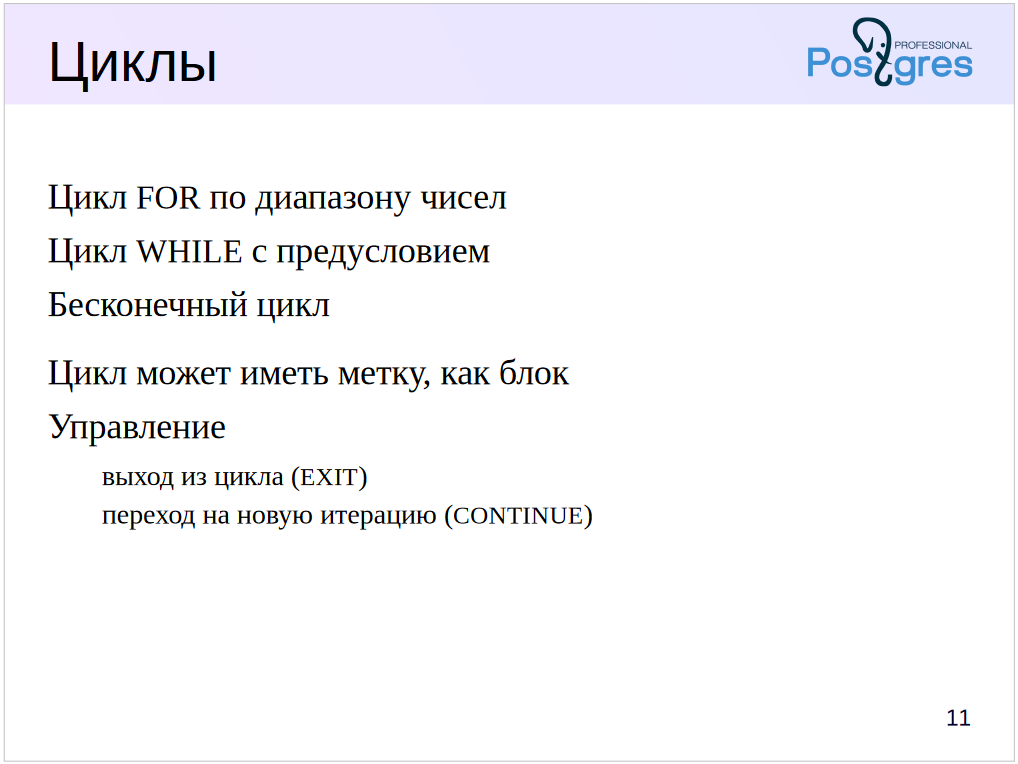 Циклы
PROFESSIONAL
Postgres
Цикл FOR по диапазону чисел
Цикл WHILE с предусловием
Бесконечный цикл
Цикл может иметь метку, как блок
Управление
выход из цикла (EXIT)
переход на новую итерацию (CONTINUE)
11